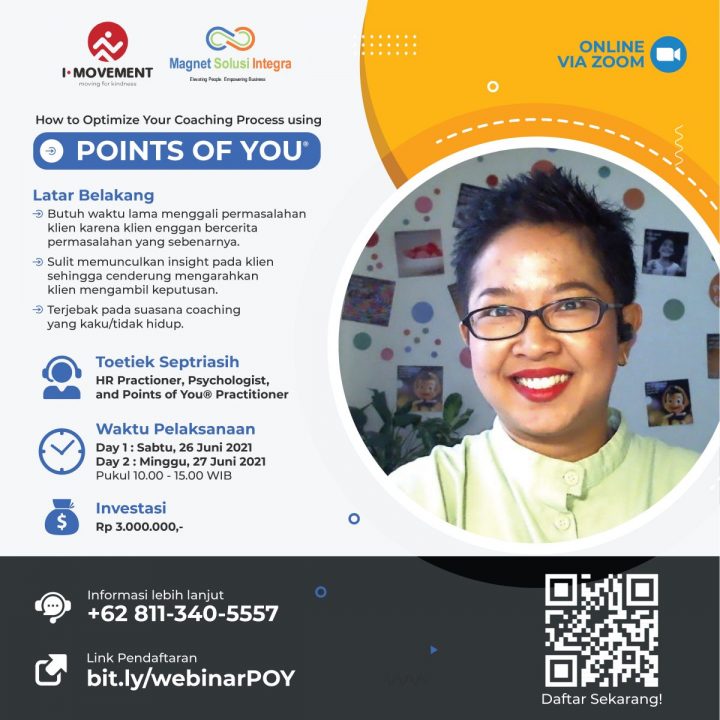 I•MOVEMENT
moving for kindness
Magnet Solusi Integra
Elevating People. Empowering Business
ONLINE
VIA ZOOM
How to Optimize Your Coaching Process using
POINTS OF YOU®
Latar Belakang
Butuh waktu lama menggali permasalahan
klien karena klien enggan bercerita
permasalahan yang sebenarnya.
Sulit memunculkan insight pada klien
sehingga cenderung mengarahkan
klien mengambil keputusan.
Terjebak pada suasana coaching
yang kaku/tidak hidup.
Toetiek Septriasih
HR Practioner, Psychologist,
and Points of You® Practitioner
Waktu Pelaksanaan
Day 1 : Sabtu, 26 Juni 2021
Day 2 : Minggu, 27 Juni 2021
Pukul 10.00 - 15.00 WIB
Investasi
Rp 3.000.000,-
Informasi lebih lanjut
+62 811-340-5557
Link Pendaftaran
bit.ly/webinarPOY
Daftar Sekarang!